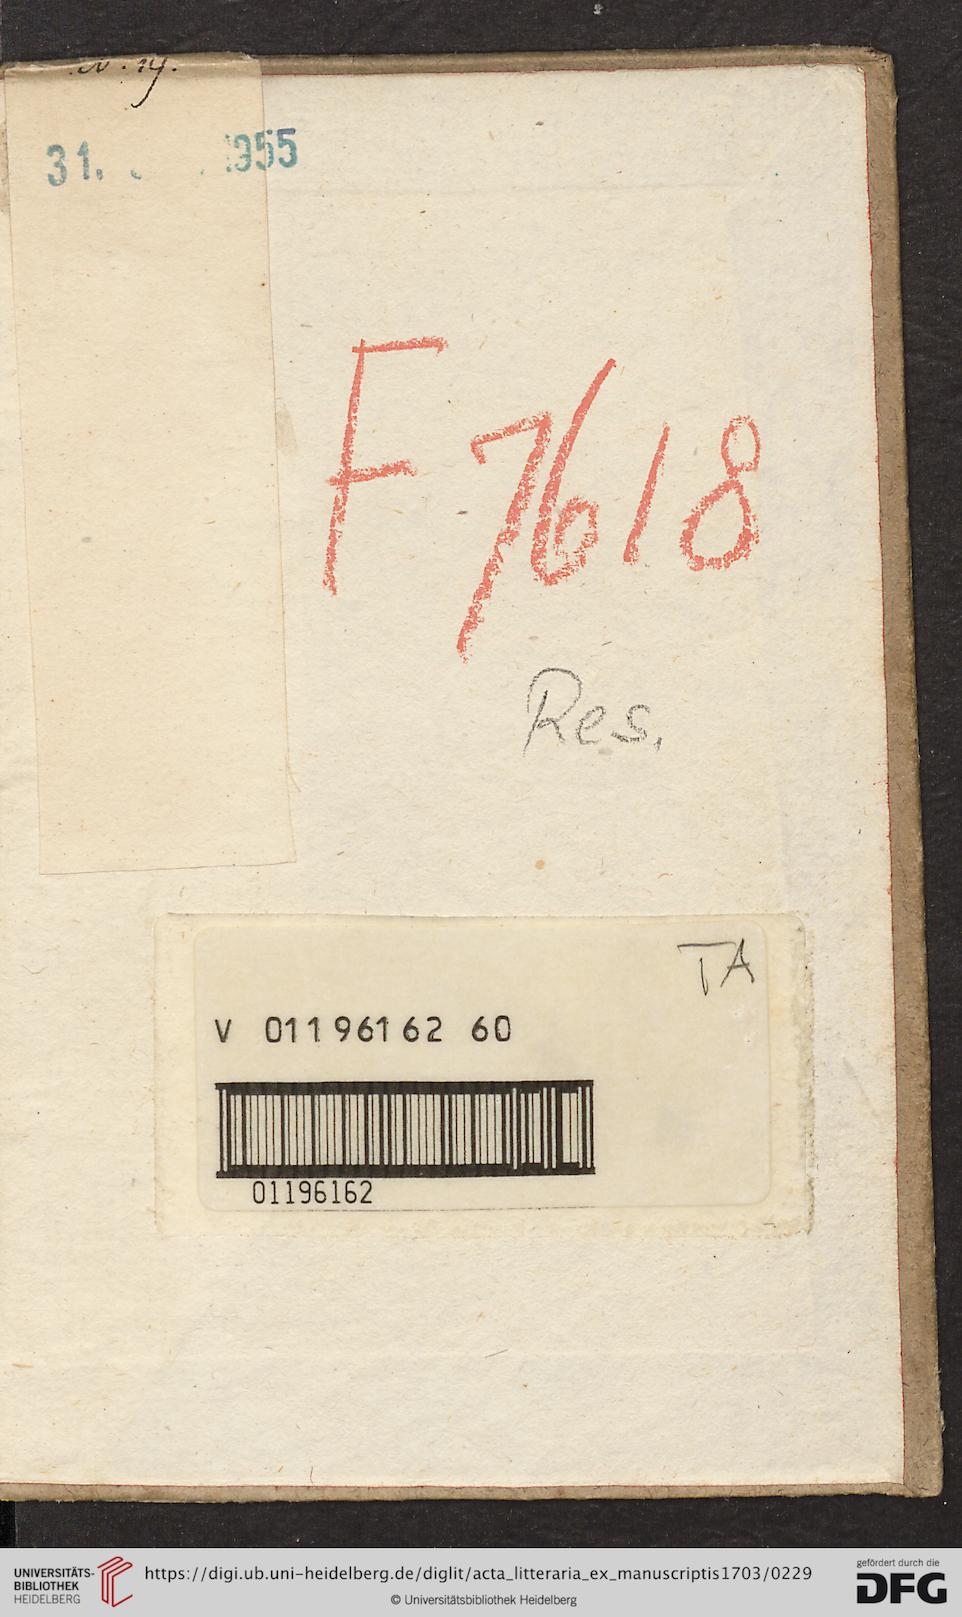 31. 1955
F 7618
Res.
TA
V 01196162 60
01196162
UNIVERSITÄTS-
BIBLIOTHEK
HEIDELBERG
https://digi.ub.uni-heidelberg.de/diglit/acta_litteraria_ex_manuscriptis1703/0229
© Universitätsbibliothek Heidelberg
gefördert durch die
DFG